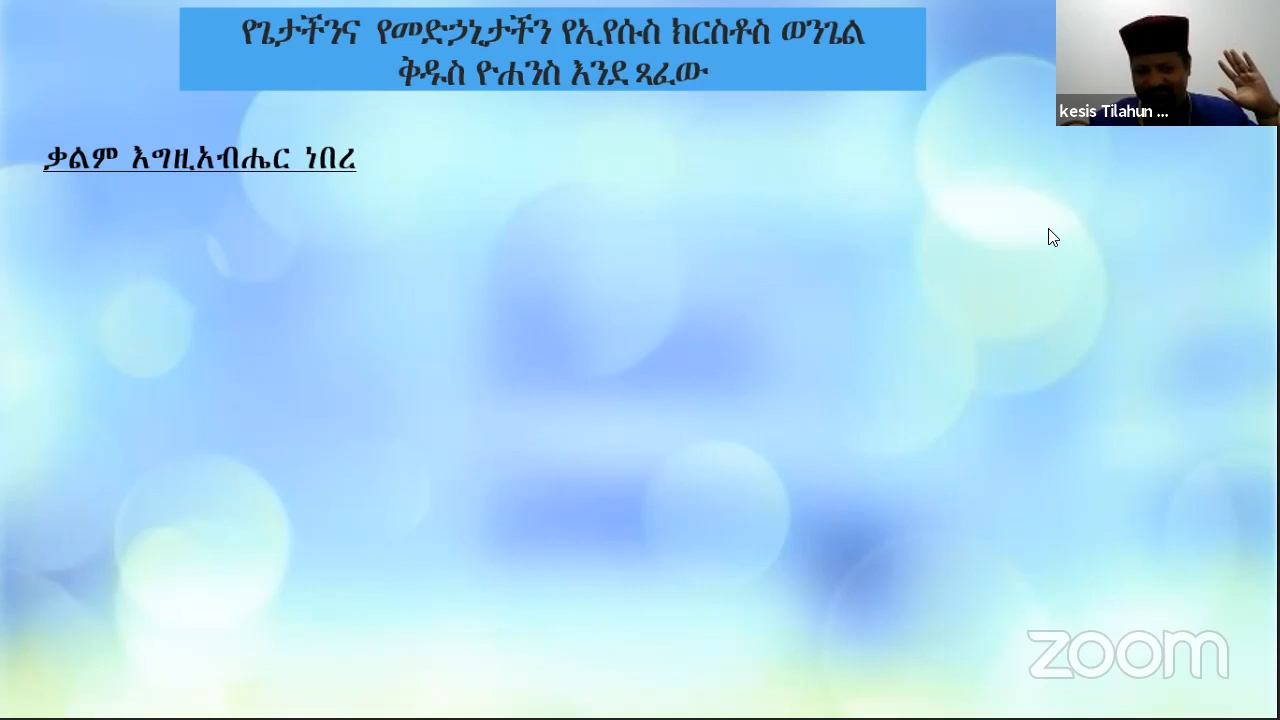 የጌታችንና የመድኃኒታችን የኢየሱስ ክርስቶስ ወንጌል
ቅዱስ ዮሐንስ እንደ ጻፈው
kesis Tilahun ...
ቃልም እግዚአብሔር ነበረ
zoom